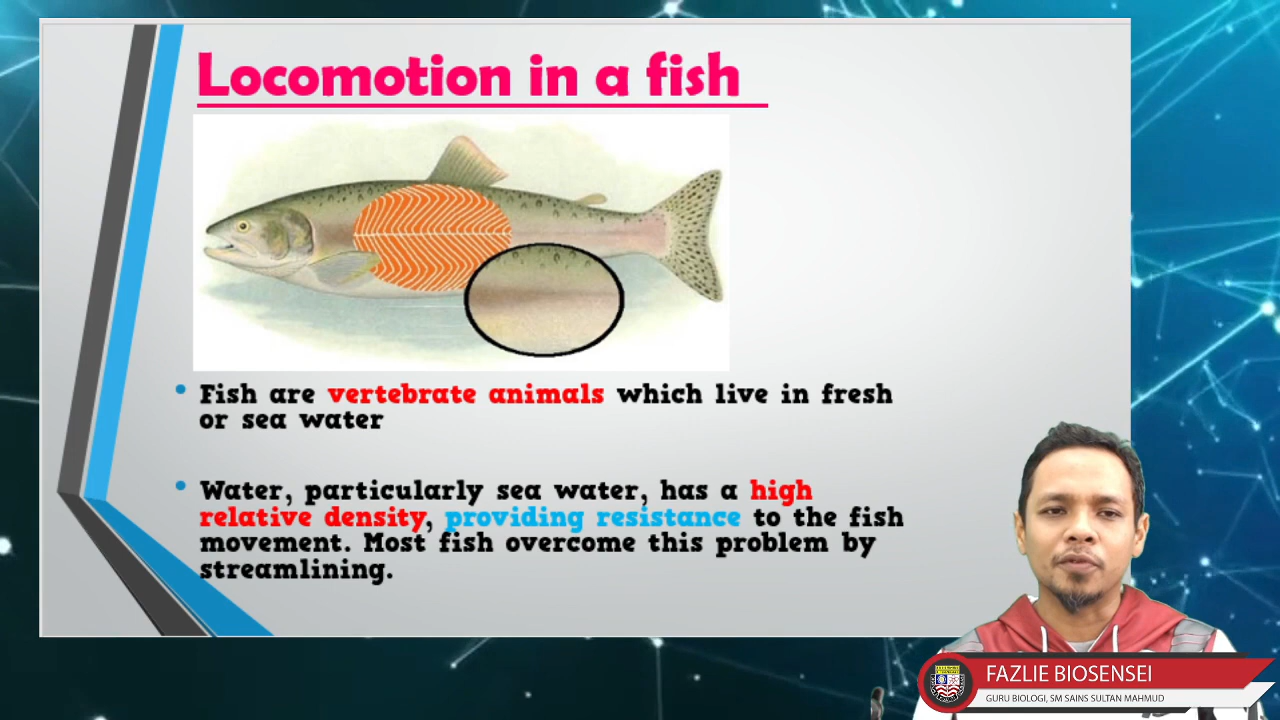 Locomotion in a fish
Fish are vertebrate animals which live in fresh
or sea water
Water, particularly sea water, has a high
relative density, providing resistance to the fish
movement. Most fish overcome this problem by
streamlining.
FAZLIE BIOSENSEI
GURU BIOLOGI, SM SAINS SULTAN MAHMUD